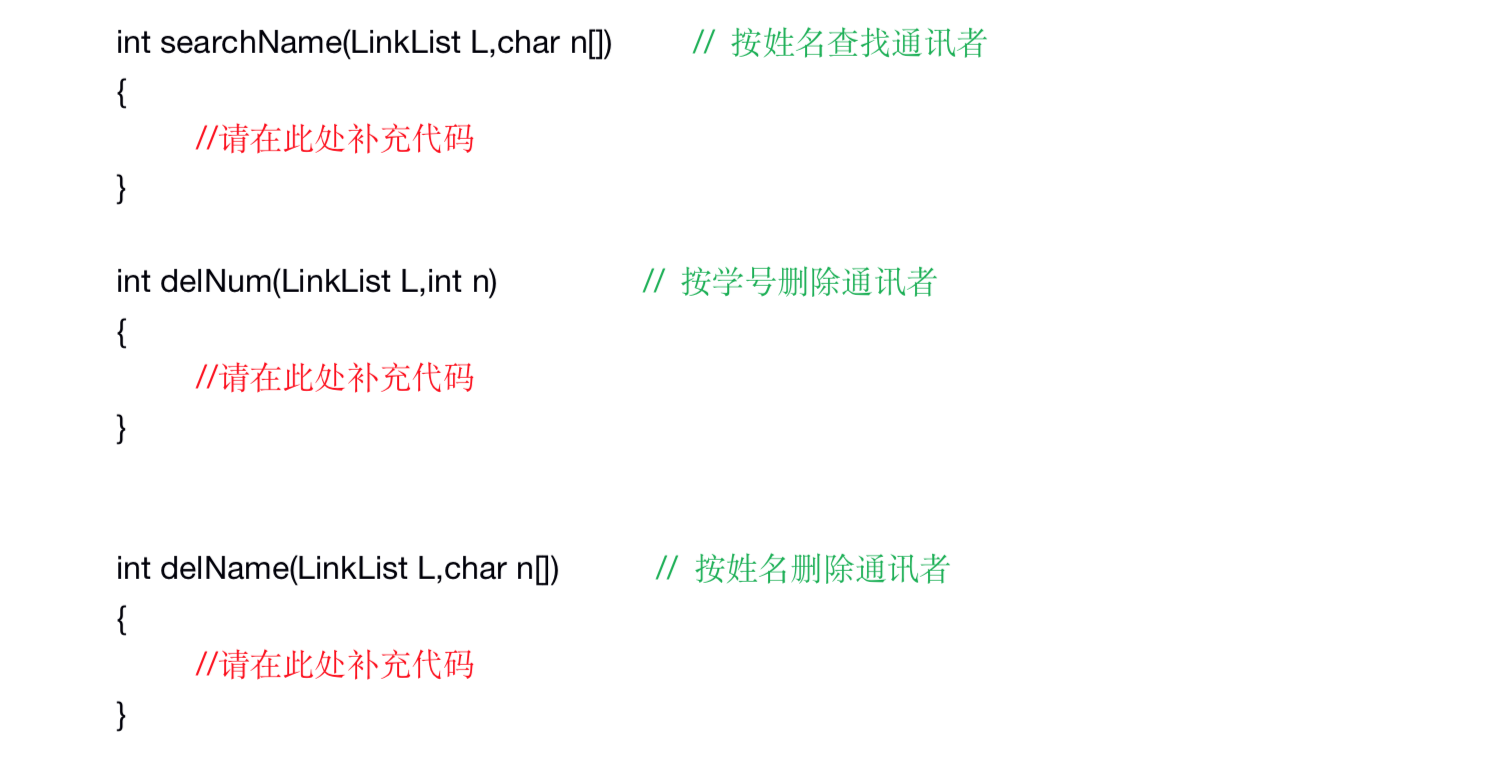 int searchName(LinkList L,char n[]) // 按姓名查找通讯者
{
//请在此处补充代码
}
int delNum(LinkList L,int n) // 按学号删除通讯者
{
//请在此处补充代码
}
int delName(LinkList L,char n[]) // 按姓名删除通讯者
{
//请在此处补充代码
}